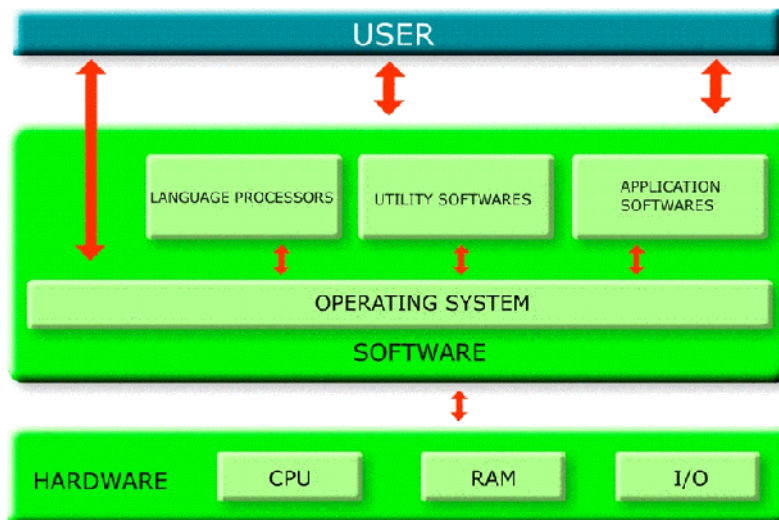 USER
LANGUAGE PROCESSORS
UTILITY SOFTWARES
APPLICATION
SOFTWARES
OPERATING SYSTEM
SOFTWARE
HARDWARE
CPU
RAM
I/O